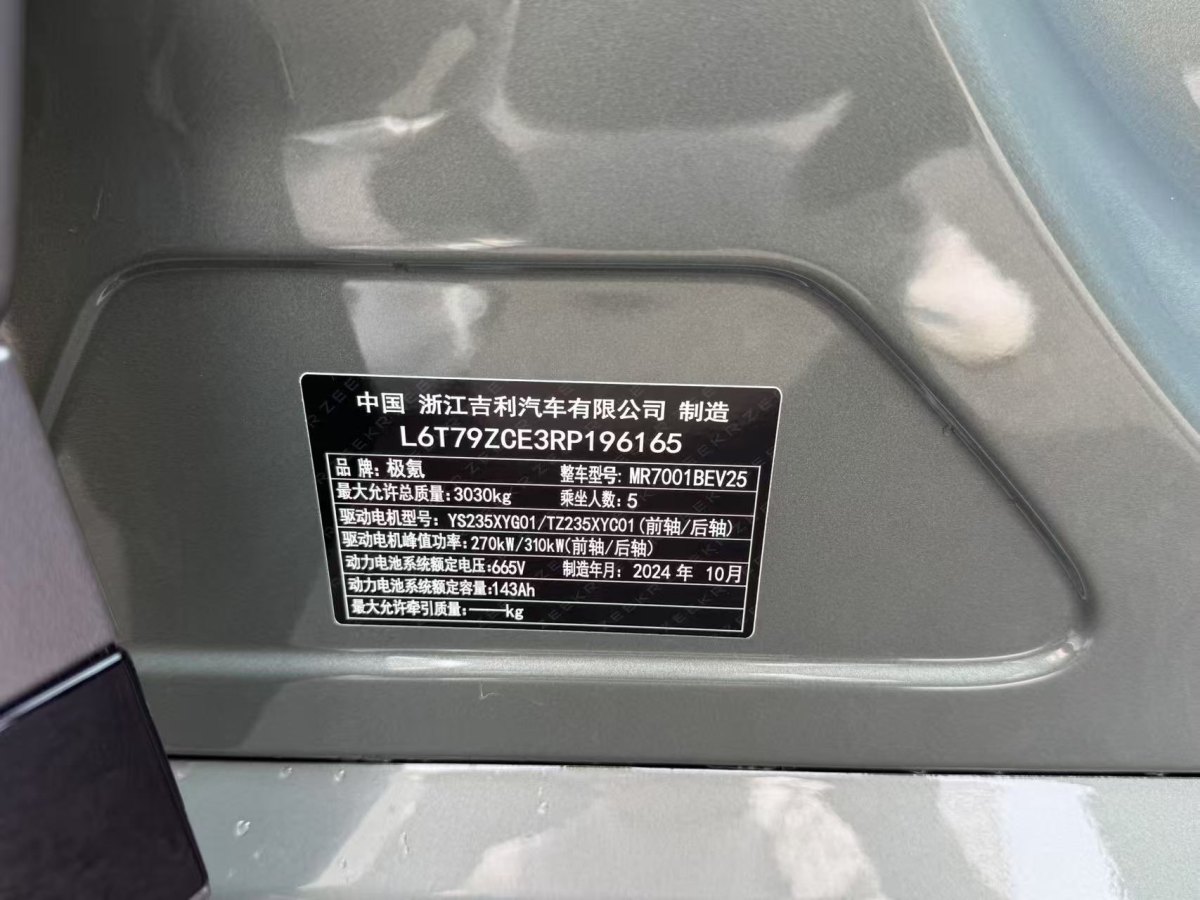 中国 浙江吉利汽车有限公司 制造
L6T79ZCE3RP196165
品牌:极氪 整车型号:MR7001BEV25
最大允许总质量:3030kg 乘坐人数:5
驱动电机型号: YS235XYG01/TZ235XYC01(前轴/后轴)
驱动电机峰值功率:270kW/310kW(前轴/后轴)
动力电池系统额定电压:665V 制造年月: 2024年 10月
动力电池系统额定容量:143Ah
最大允许牵引质量:——kg